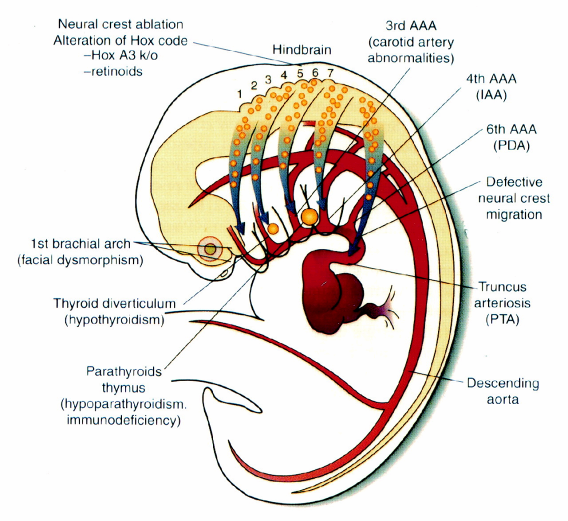 Neural crest ablation
Alteration of Hox code
–Hox A3 k/o
–retinoids
Hindbrain
3rd AAA
(carotid artery
abnormalities)
1 2 3 4 5 6 7
4th AAA
(IAA)
6th AAA
(PDA)
Defective
neural crest
migration
1st brachial arch
(facial dysmorphism)
Thyroid diverticulum
(hypothyroidism)
Truncus
arteriosis
(PTA)
Parathyroids
thymus
(hypoparathyroidism.
immunodeficiency)
Descending
aorta